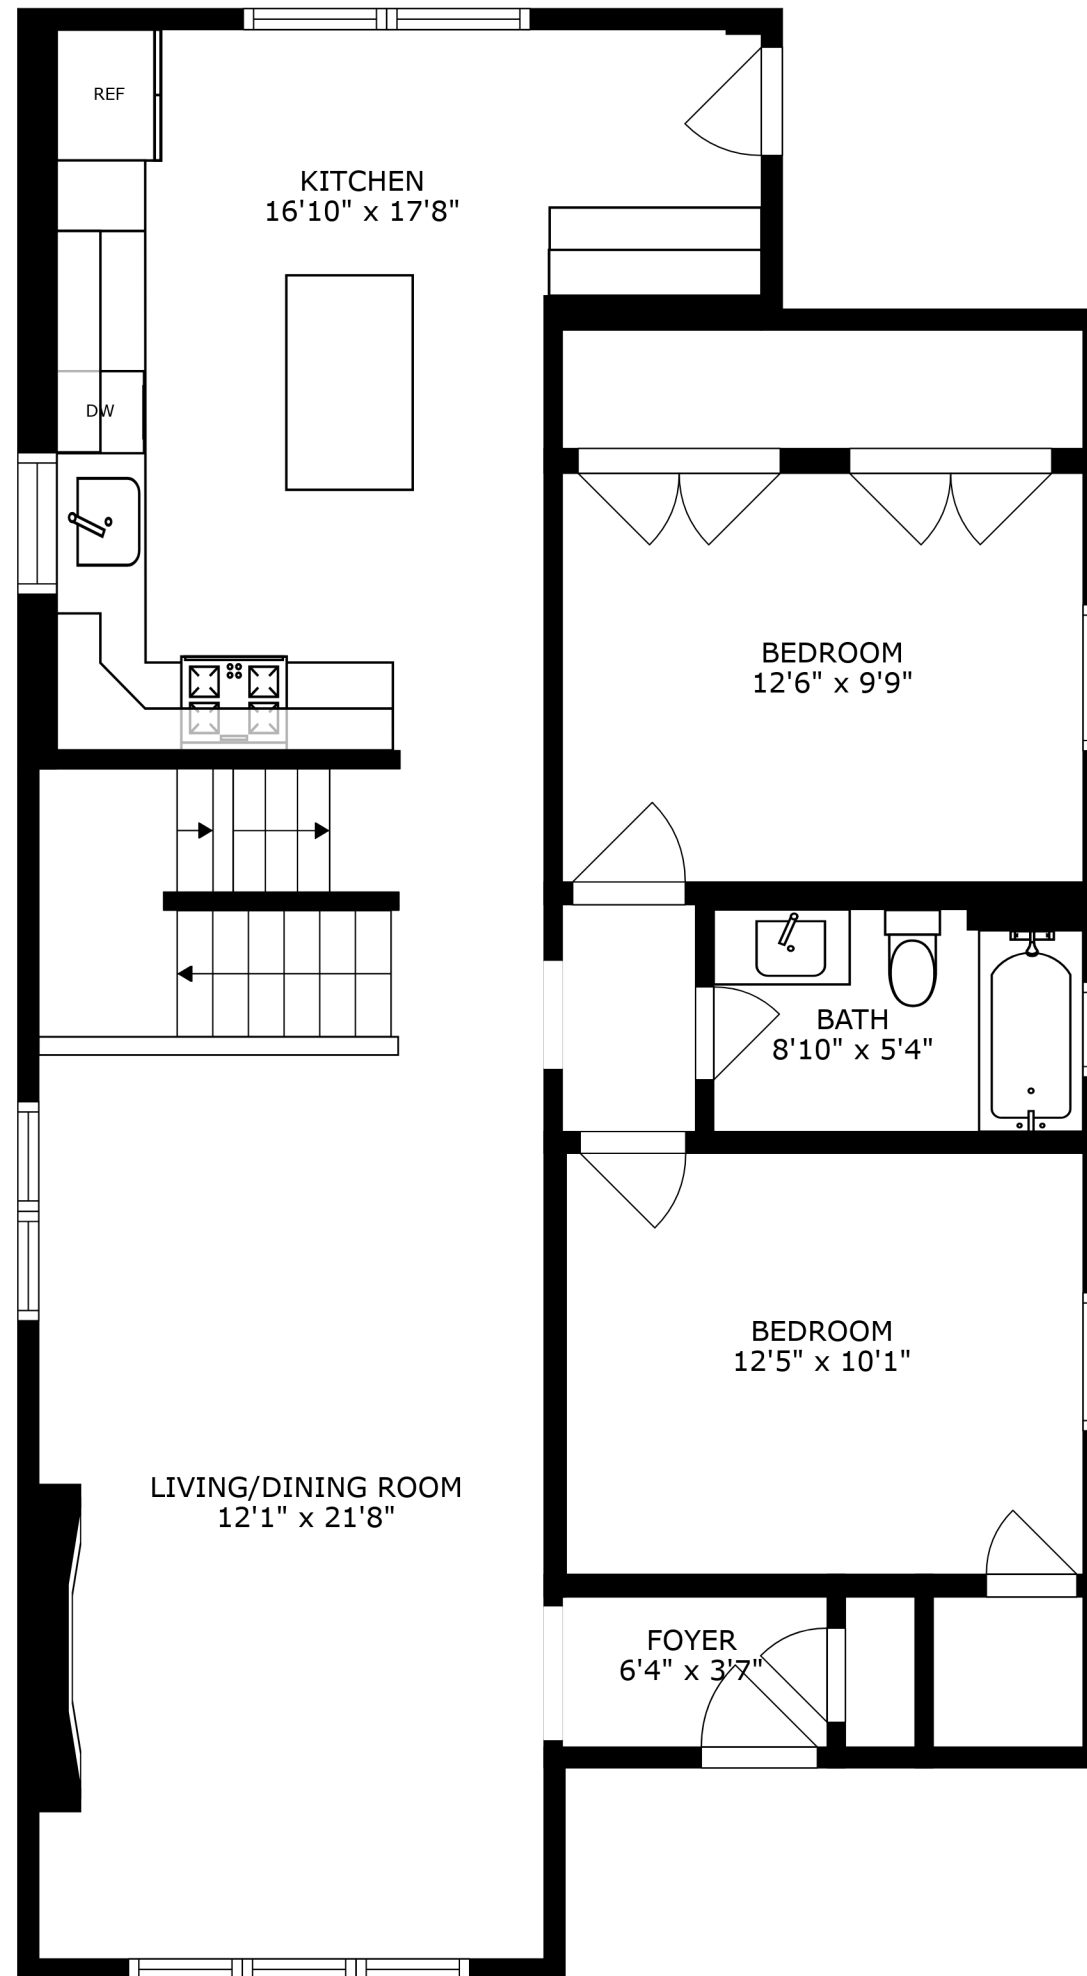 REF
KITCHEN
16'10" x 17'8"
DW
BEDROOM
12'6" x 9'9"
BATH
8'10" x 5'4"
BEDROOM
12'5" x 10'1"
LIVING/DINING ROOM
12'1" x 21'8"
FOYER
6'4" x 3'7"